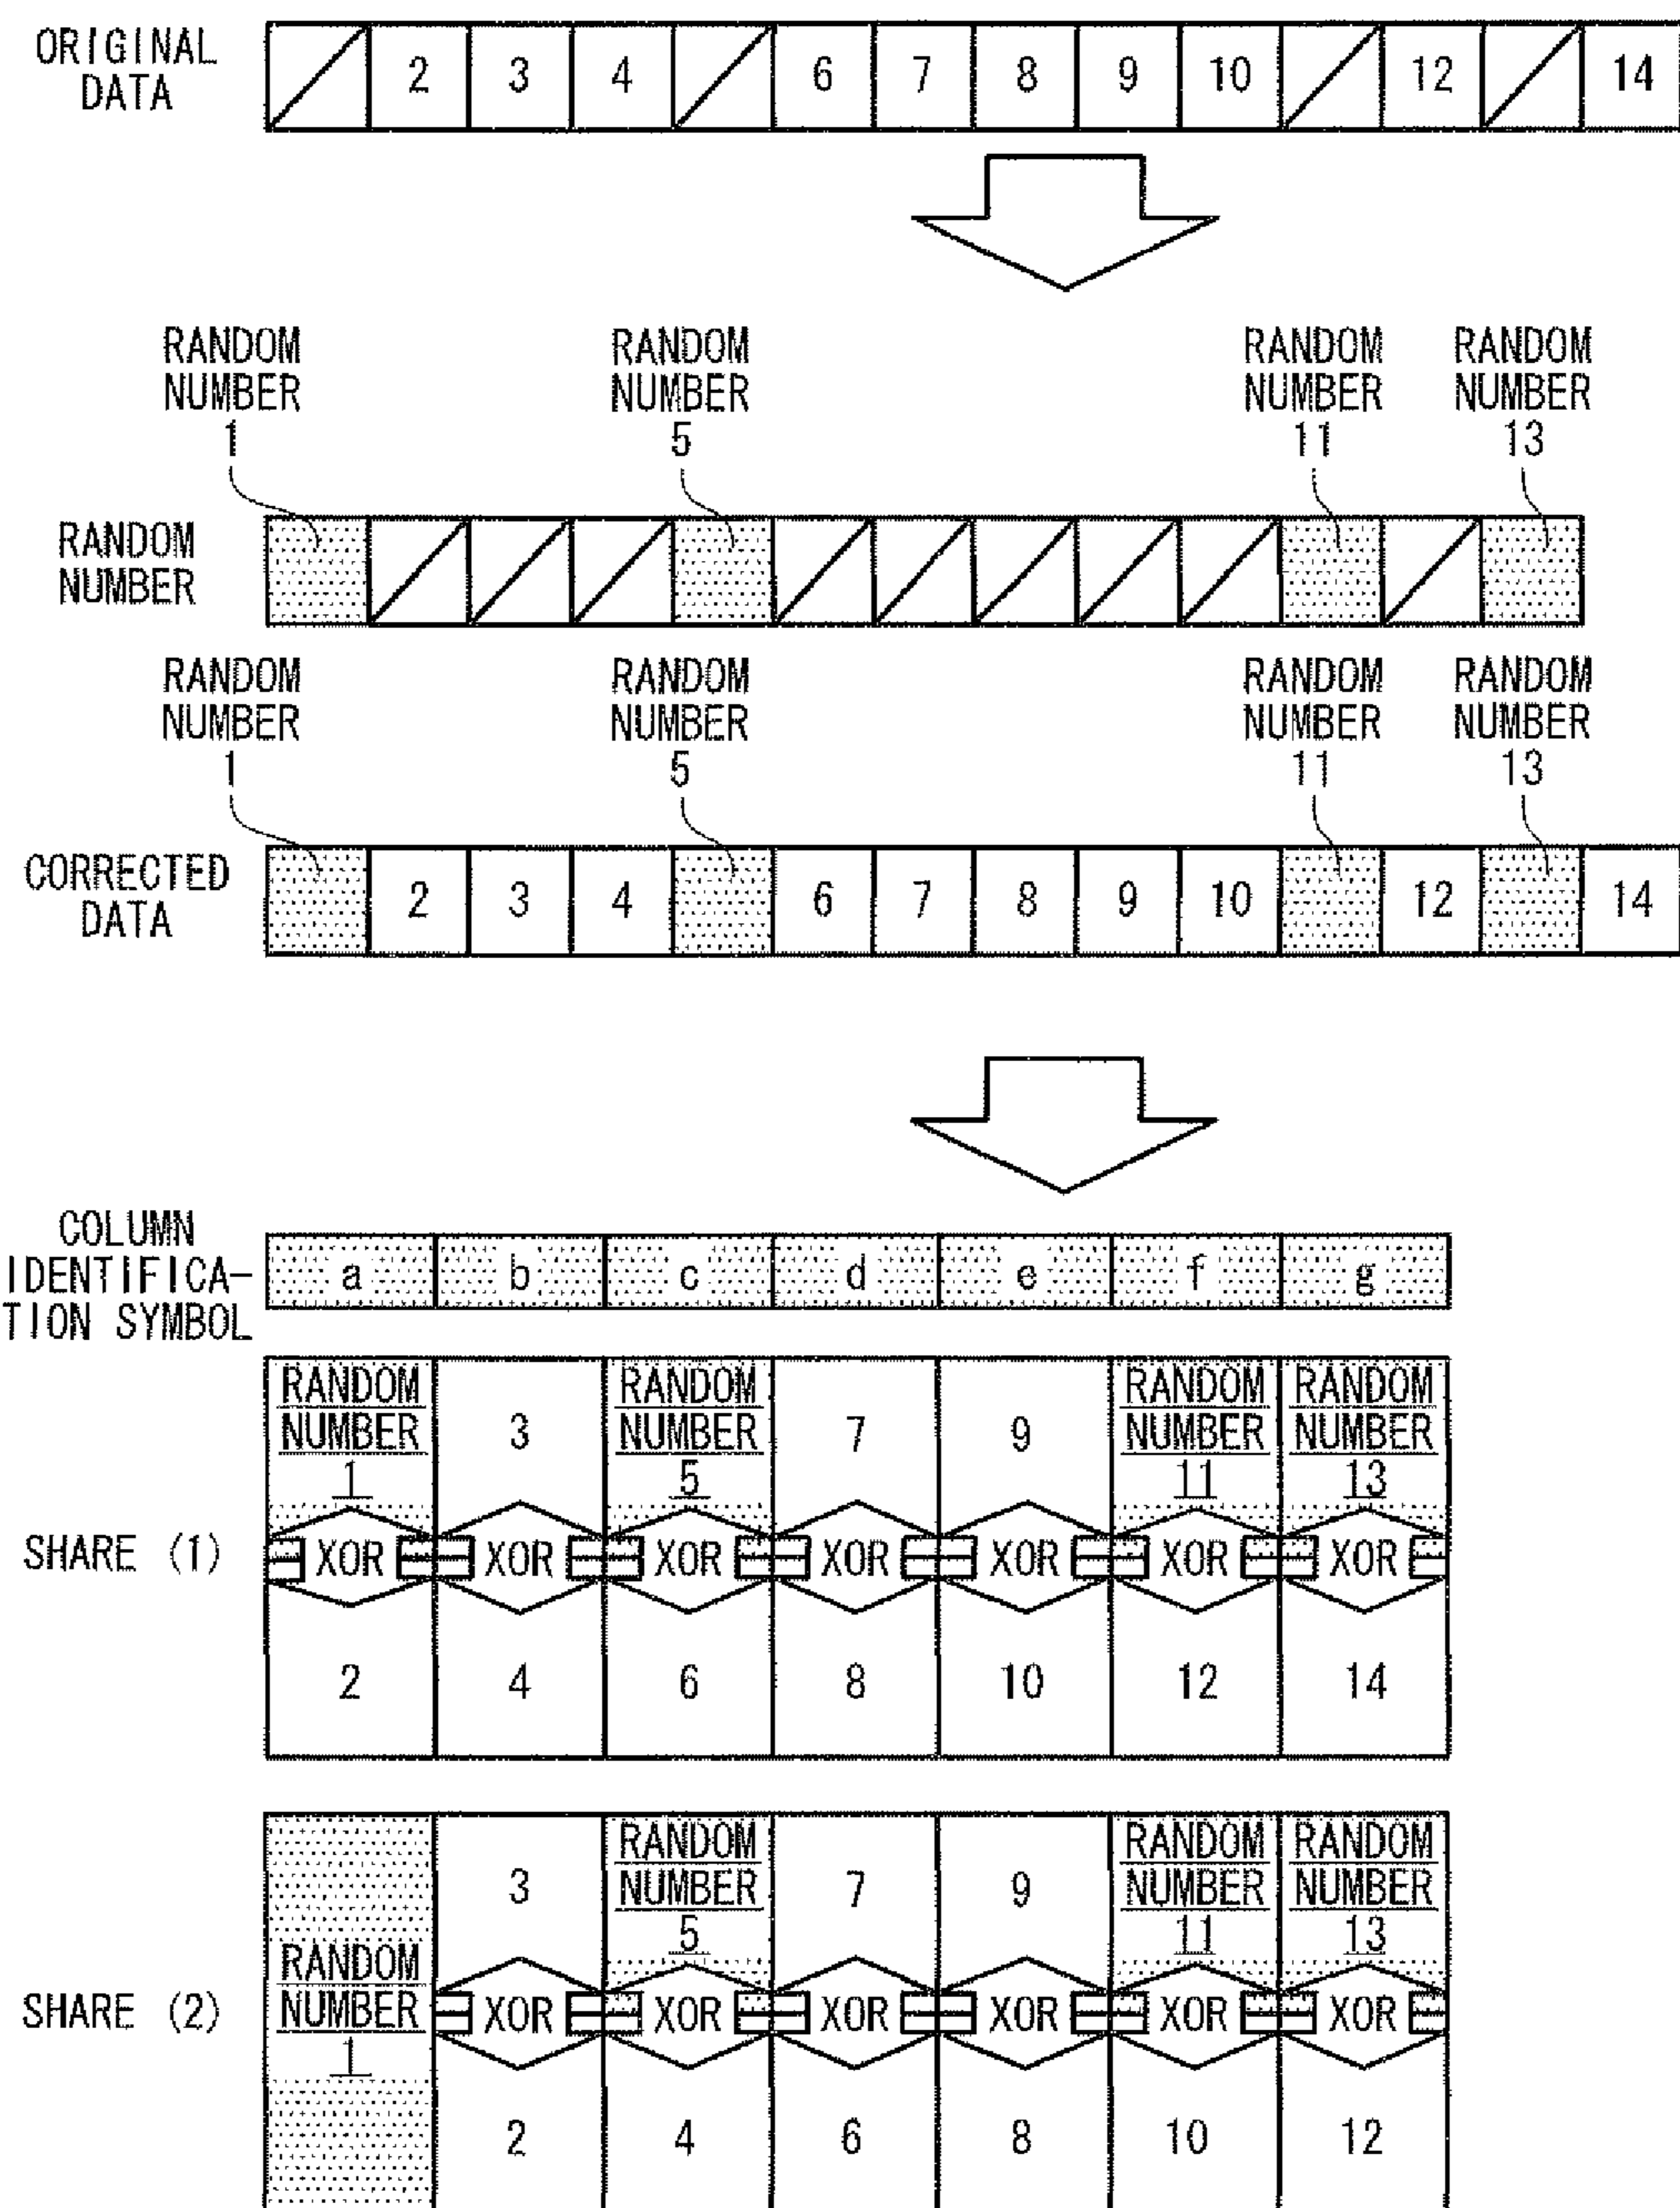 ORIGINAL
DATA
2 3 4 6 7 8 9 10 12 14
RANDOM NUMBER 1
RANDOM NUMBER 5
RANDOM NUMBER 11
RANDOM NUMBER 13
RANDOM
NUMBER
RANDOM NUMBER 1
RANDOM NUMBER 5
RANDOM NUMBER 11
RANDOM NUMBER 13
CORRECTED
DATA
2 3 4 6 7 8 9 10 12 14
COLUMN
IDENTIFICA-
TION SYMBOL
a b c d e f g
SHARE (1)
RANDOM NUMBER 1 3 RANDOM NUMBER 5 7 9 RANDOM NUMBER 11 RANDOM NUMBER 13
XOR XOR XOR XOR XOR XOR XOR
2 4 6 8 10 12 14
SHARE (2)
RANDOM NUMBER 1
3 RANDOM NUMBER 5 7 9 RANDOM NUMBER 11 RANDOM NUMBER 13
XOR XOR XOR XOR XOR XOR
2 4 6 8 10 12